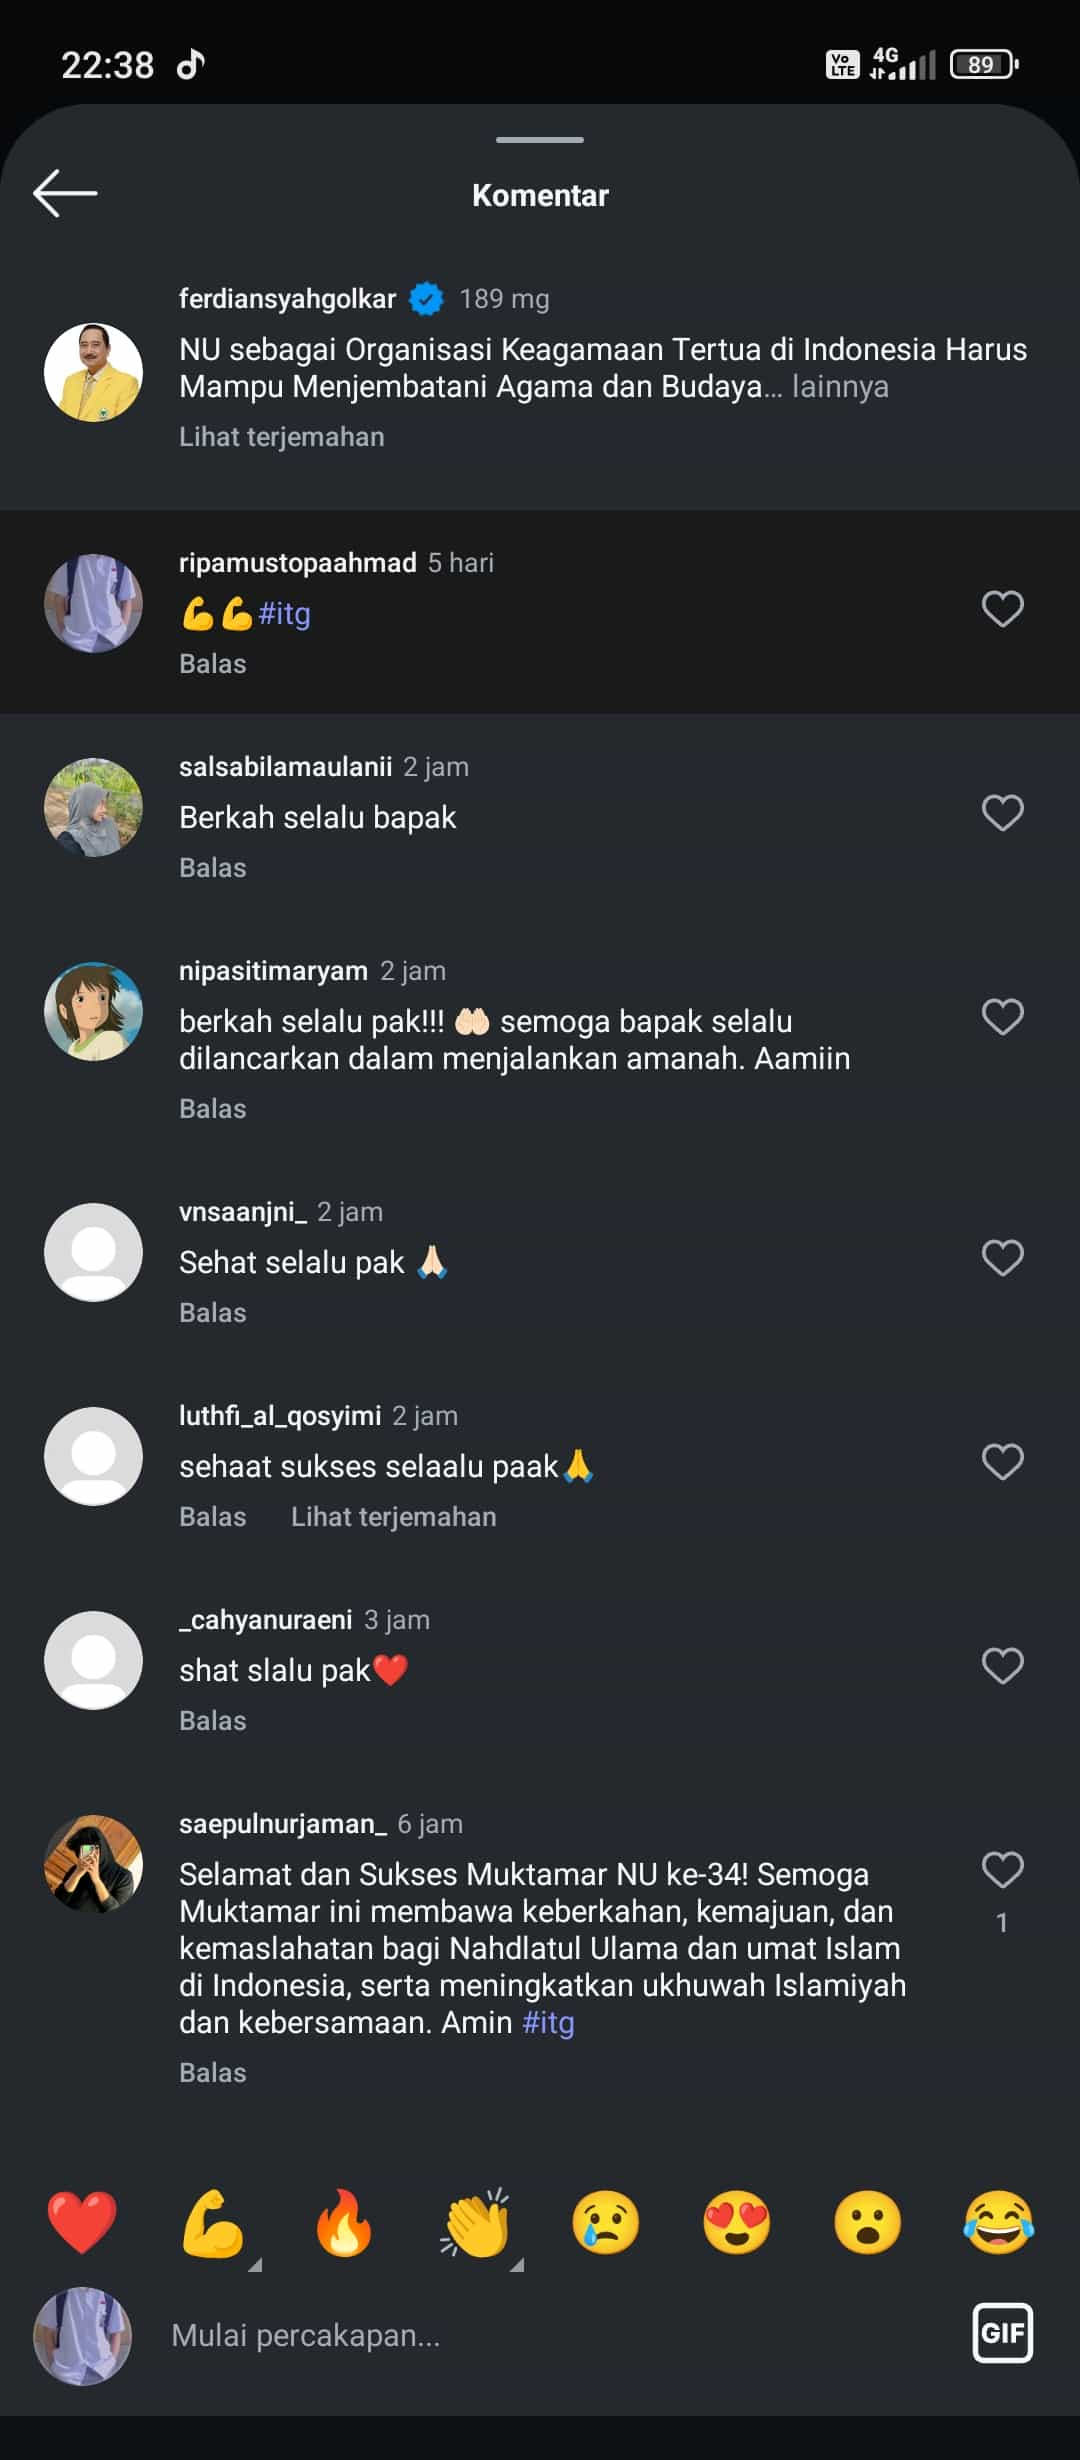 22:38
Vo LTE 4G 89
Komentar
ferdiansyahgolkar 189 mg
NU sebagai Organisasi Keagamaan Tertua di Indonesia Harus
Mampu Menjembatani Agama dan Budaya... lainnya
Lihat terjemahan
ripamustopaahmad 5 hari
💪💪#itg
Balas
salsabilamaulanii 2 jam
Berkah selalu bapak
Balas
nipasitimaryam 2 jam
berkah selalu pak!!! 🤲🏻 semoga bapak selalu
dilancarkan dalam menjalankan amanah. Aamiin
Balas
vnsaanjni_ 2 jam
Sehat selalu pak 🙏🏻
Balas
luthfi_al_qosyimi 2 jam
sehaat sukses selaalu paak🙏
Balas Lihat terjemahan
_cahyanuraeni 3 jam
shat slalu pak❤️
Balas
saepulnurjaman_ 6 jam
Selamat dan Sukses Muktamar NU ke-34! Semoga
Muktamar ini membawa keberkahan, kemajuan, dan
kemaslahatan bagi Nahdlatul Ulama dan umat Islam
di Indonesia, serta meningkatkan ukhuwah Islamiyah
dan kebersamaan. Amin #itg
1
Balas
❤️💪🔥👏😢😍😮😂
Mulai percakapan...
GIF